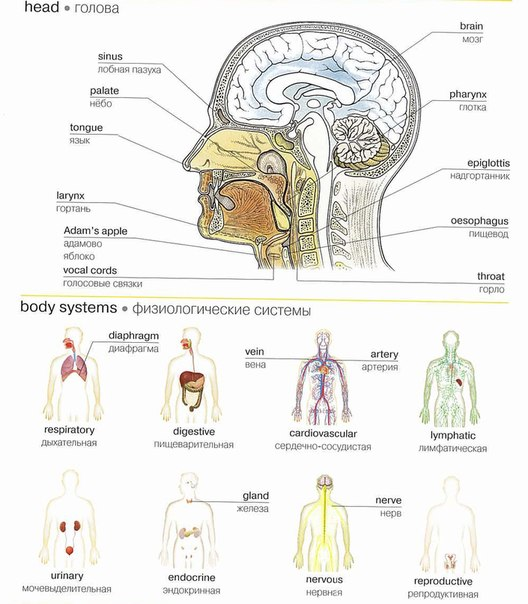 head • голова
brain
мозг
sinus
лобная пазуха
palate
нёбо
pharynx
глотка
tongue
язык
epiglottis
надгортанник
larynx
гортань
oesophagus
пищевод
Adam's apple
адамово
яблоко
vocal cords
голосовые связки
throat
горло
body systems • физиологические системы
diaphragm
диафрагма
vein
вена
artery
артерия
respiratory
дыхательная
digestive
пищеварительная
cardiovascular
сердечно-сосудистая
lymphatic
лимфатическая
gland
железа
nerve
нерв
urinary
мочевыделительная
endocrine
эндокринная
nervous
нервная
reproductive
репродуктивная